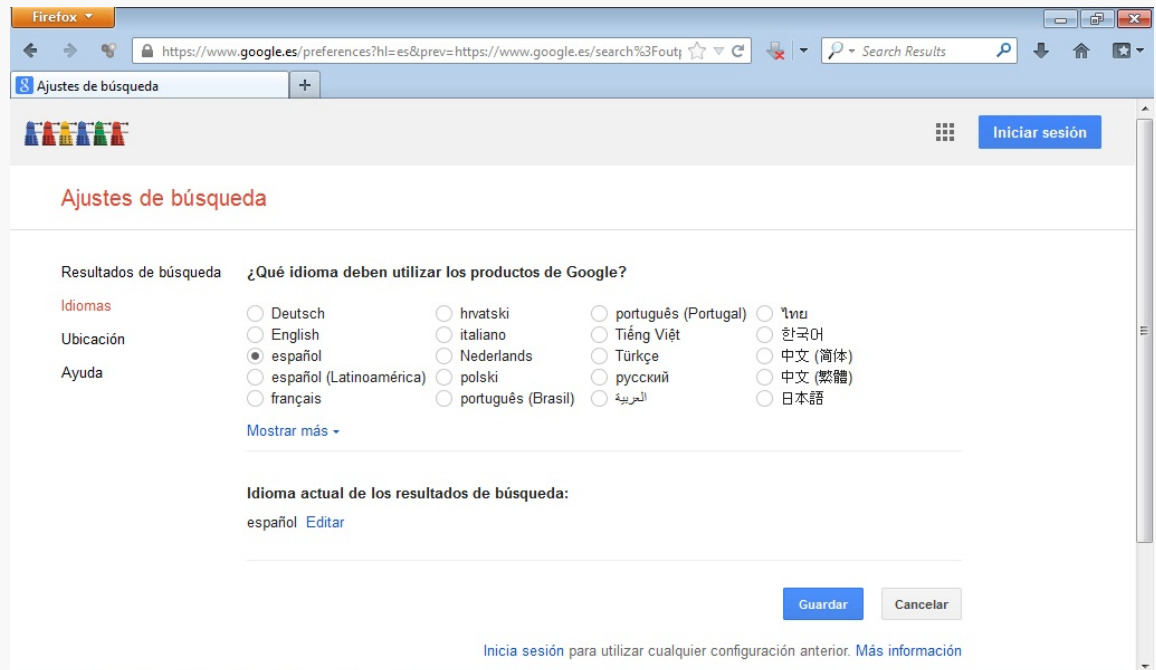 Firefox
https://www.google.es/preferences?hl=es&prev=https://www.google.es/search%3Fout
Search Results
8 Ajustes de búsqueda
+
Iniciar sesión
Ajustes de búsqueda
Resultados de búsqueda
Idiomas
Ubicación
Ayuda
¿Qué idioma deben utilizar los productos de Google?
Deutsch hrvatski português (Portugal) ไทย
English italiano Tiếng Việt 한국어
español Nederlands Türkçe 中文 (简体)
español (Latinoamérica) polski русский 中文 (繁體)
français português (Brasil) العربية 日本語
Mostrar más
Idioma actual de los resultados de búsqueda:
español Editar
Guardar Cancelar
Inicia sesión para utilizar cualquier configuración anterior. Más información